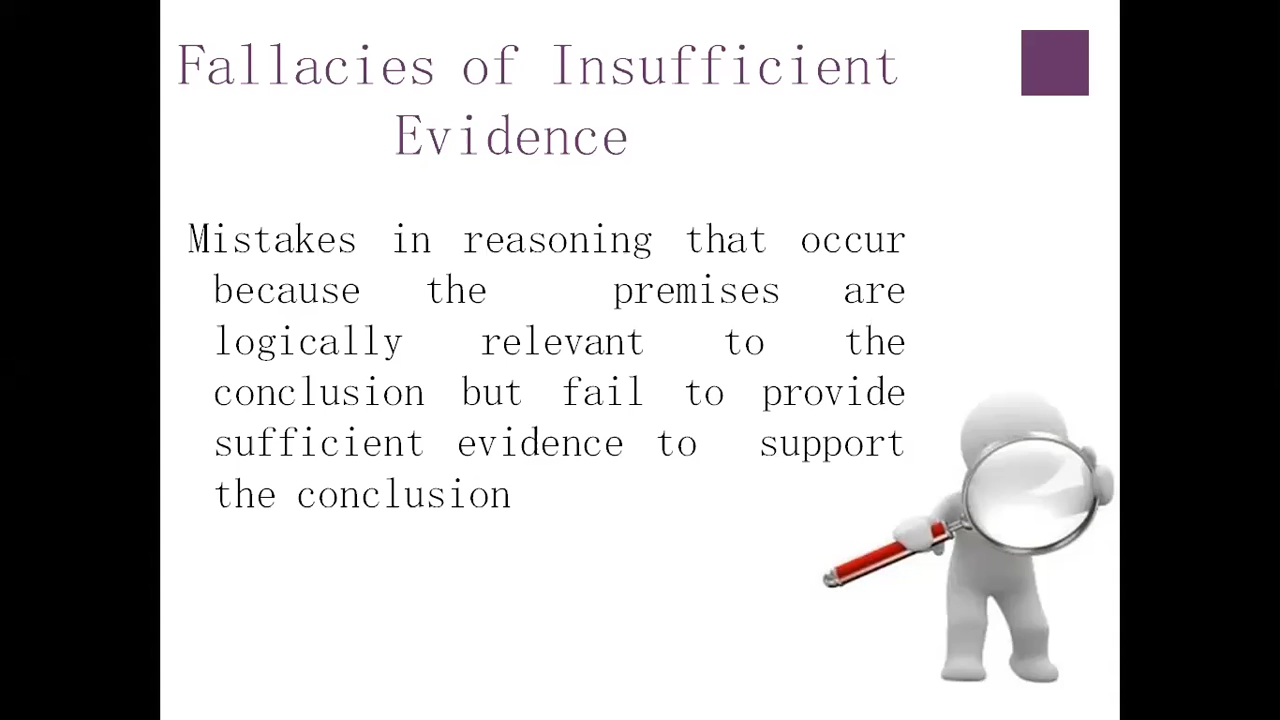 Fallacies of Insufficient
Evidence
Mistakes in reasoning that occur
because the premises are
logically relevant to the
conclusion but fail to provide
sufficient evidence to support
the conclusion